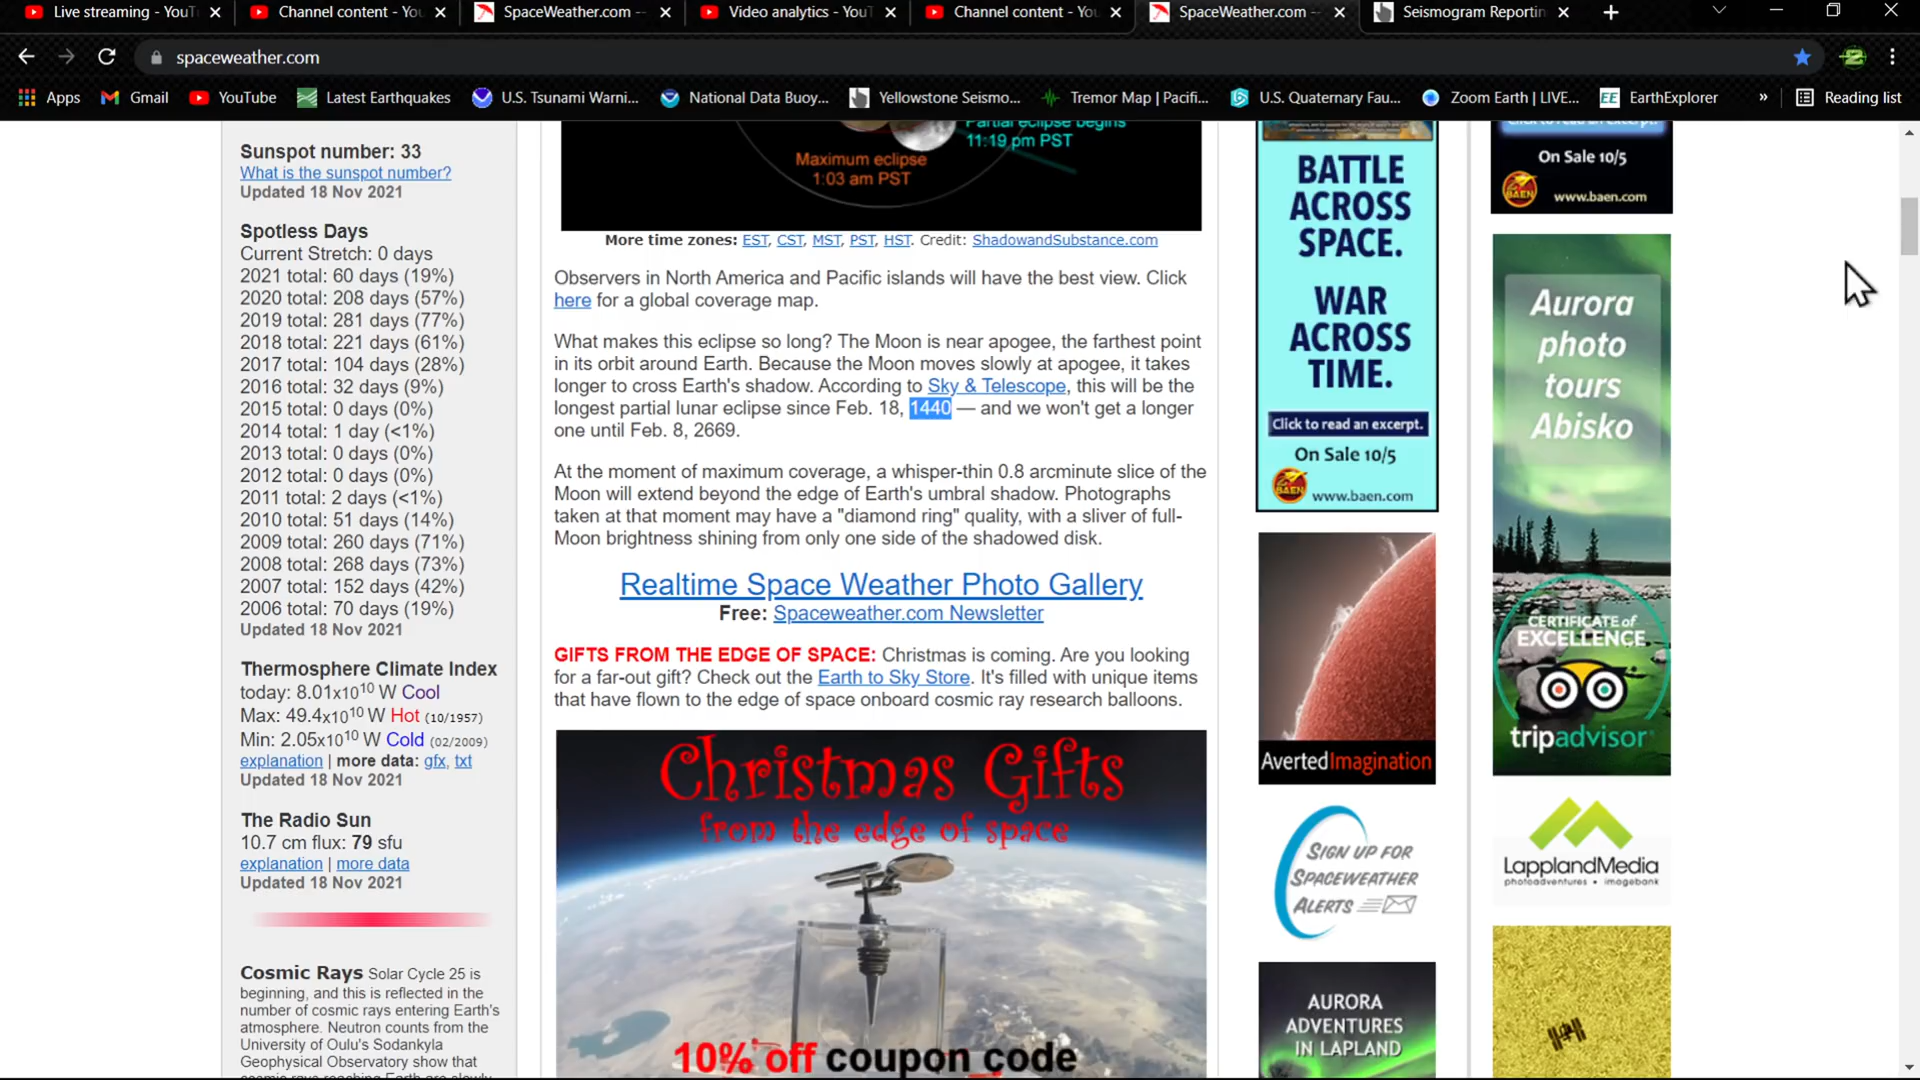 Live streaming - YouT
Channel content - You
SpaceWeather.com --
Video analytics - YouT
Channel content - You
SpaceWeather.com --
Seismogram Reportin
spaceweather.com
Apps
Gmail
YouTube
Latest Earthquakes
U.S. Tsunami Warni...
National Data Buoy...
Yellowstone Seismo...
Tremor Map | Pacifi...
U.S. Quaternary Fau...
Zoom Earth | LIVE...
EarthExplorer
»
Reading list
Sunspot number: 33
What is the sunspot number?
Updated 18 Nov 2021
Spotless Days
Current Stretch: 0 days
2021 total: 60 days (19%)
2020 total: 208 days (57%)
2019 total: 281 days (77%)
2018 total: 221 days (61%)
2017 total: 104 days (28%)
2016 total: 32 days (9%)
2015 total: 0 days (0%)
2014 total: 1 day (<1%)
2013 total: 0 days (0%)
2012 total: 0 days (0%)
2011 total: 2 days (<1%)
2010 total: 51 days (14%)
2009 total: 260 days (71%)
2008 total: 268 days (73%)
2007 total: 152 days (42%)
2006 total: 70 days (19%)
Updated 18 Nov 2021
Thermosphere Climate Index
today: 8.01x10¹⁰ W Cool
Max: 49.4x10¹⁰ W Hot (10/1957)
Min: 2.05x10¹⁰ W Cold (02/2009)
explanation | more data: gfx, txt
Updated 18 Nov 2021
The Radio Sun
10.7 cm flux: 79 sfu
explanation | more data
Updated 18 Nov 2021
Cosmic Rays Solar Cycle 25 is
beginning, and this is reflected in the
number of cosmic rays entering Earth's
atmosphere. Neutron counts from the
University of Oulu's Sodankyla
Geophysical Observatory show that
cosmic rays reaching Earth are slowly
Partial eclipse begins
11:19 pm PST
Maximum eclipse
1:03 am PST
More time zones: EST, CST, MST, PST, HST. Credit: ShadowandSubstance.com
Observers in North America and Pacific islands will have the best view. Click
here for a global coverage map.
What makes this eclipse so long? The Moon is near apogee, the farthest point
in its orbit around Earth. Because the Moon moves slowly at apogee, it takes
longer to cross Earth's shadow. According to Sky & Telescope, this will be the
longest partial lunar eclipse since Feb. 18, 1440 — and we won't get a longer
one until Feb. 8, 2669.
At the moment of maximum coverage, a whisper-thin 0.8 arcminute slice of the
Moon will extend beyond the edge of Earth's umbral shadow. Photographs
taken at that moment may have a "diamond ring" quality, with a sliver of full-
Moon brightness shining from only one side of the shadowed disk.
Realtime Space Weather Photo Gallery
Free: Spaceweather.com Newsletter
GIFTS FROM THE EDGE OF SPACE: Christmas is coming. Are you looking
for a far-out gift? Check out the Earth to Sky Store. It's filled with unique items
that have flown to the edge of space onboard cosmic ray research balloons.
Christmas Gifts
from the edge of space
10% off coupon code
BATTLE
ACROSS
SPACE.
WAR
ACROSS
TIME.
Click to read an excerpt.
On Sale 10/5
BAEN
www.baen.com
AvertedImagination
SIGN UP FOR
SPACEWEATHER
ALERTS
AURORA
ADVENTURES
IN LAPLAND
Click to read an excerpt.
On Sale 10/5
BAEN
www.baen.com
Aurora
photo
tours
Abisko
CERTIFICATE of
EXCELLENCE
tripadvisor
LapplandMedia
photoadventures • imagebank